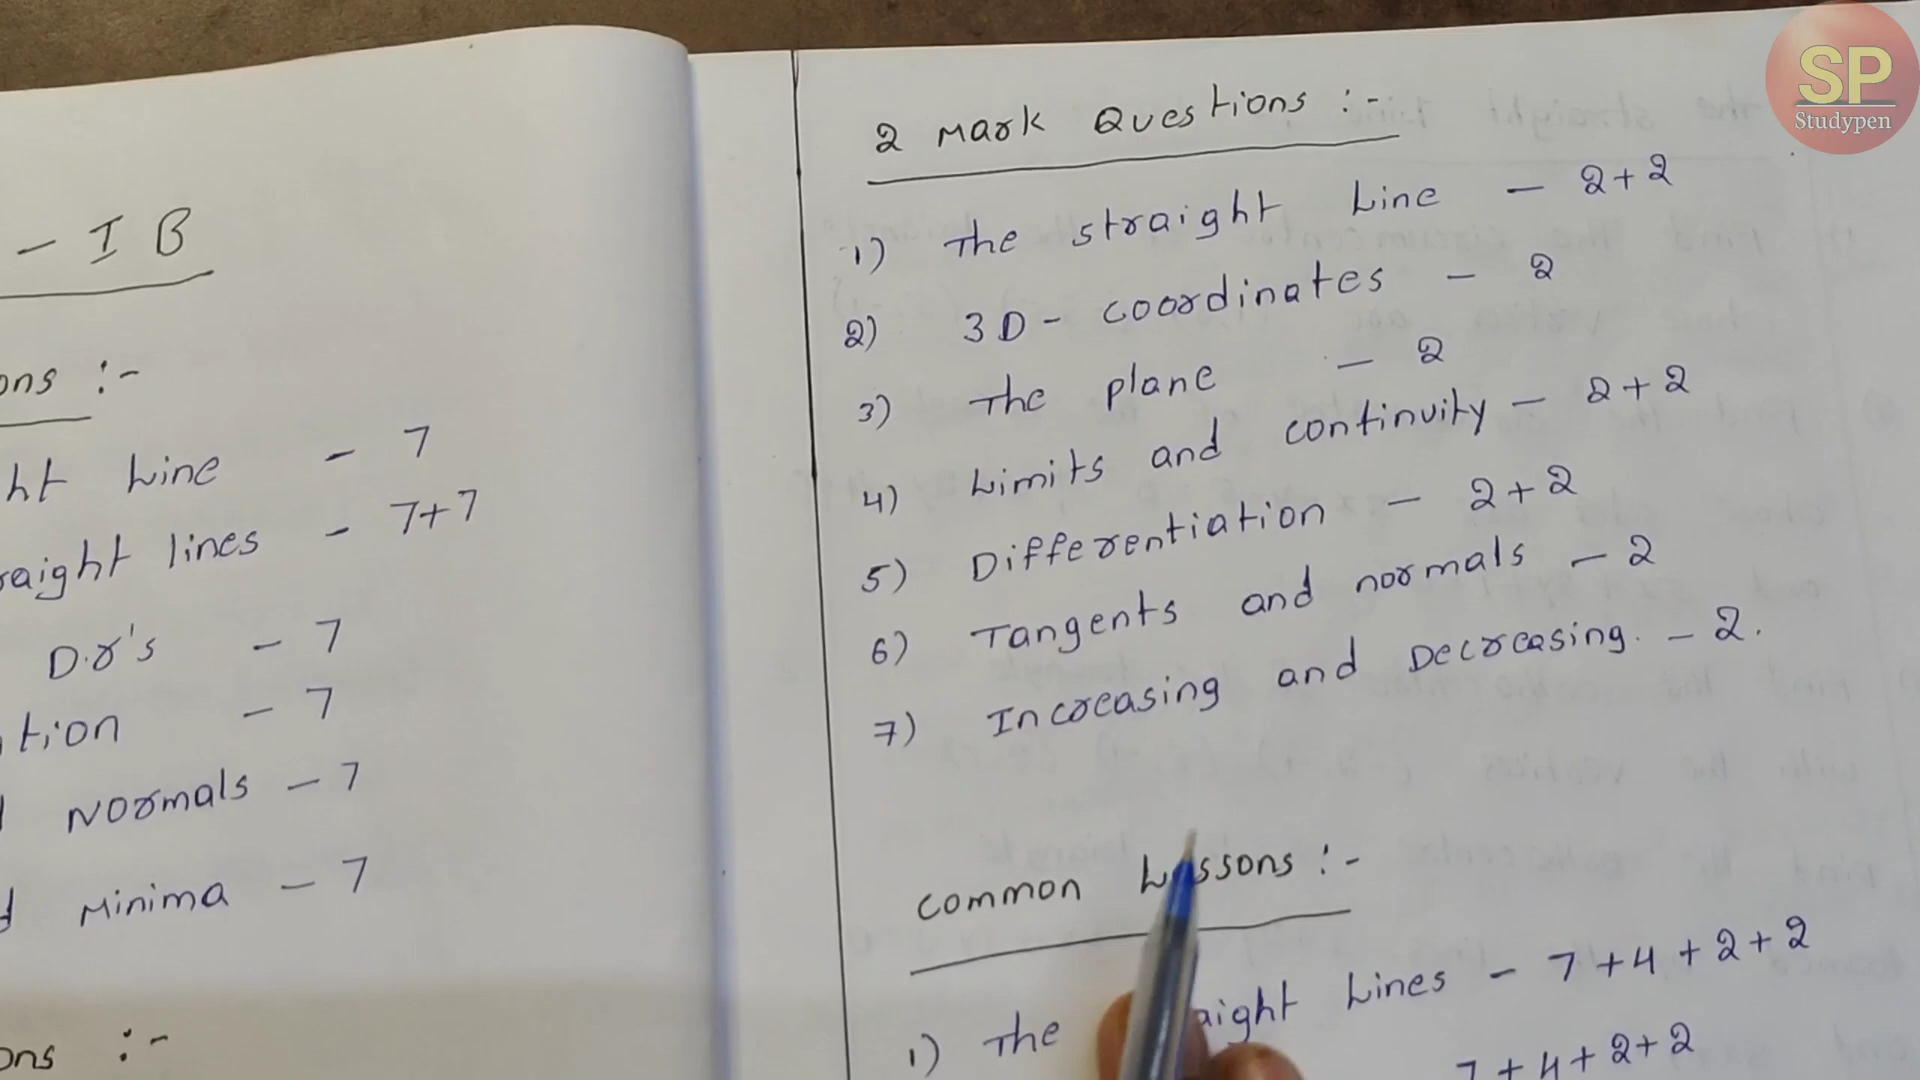 - I B
ons :-
ht Line - 7
raight lines - 7+7
D.r's - 7
tion - 7
Normals - 7
Minima - 7
ons :-
2 Mark Questions :-
1) The straight Line - 2+2
2) 3D - coordinates - 2
3) The plane - 2
4) Limits and continuity - 2+2
5) Differentiation - 2+2
6) Tangents and normals - 2
7) Increasing and Decreasing. - 2.
Common Lessons :-
1) The aight Lines - 7+4+2+2
7+4+2+2
SP
Studypen